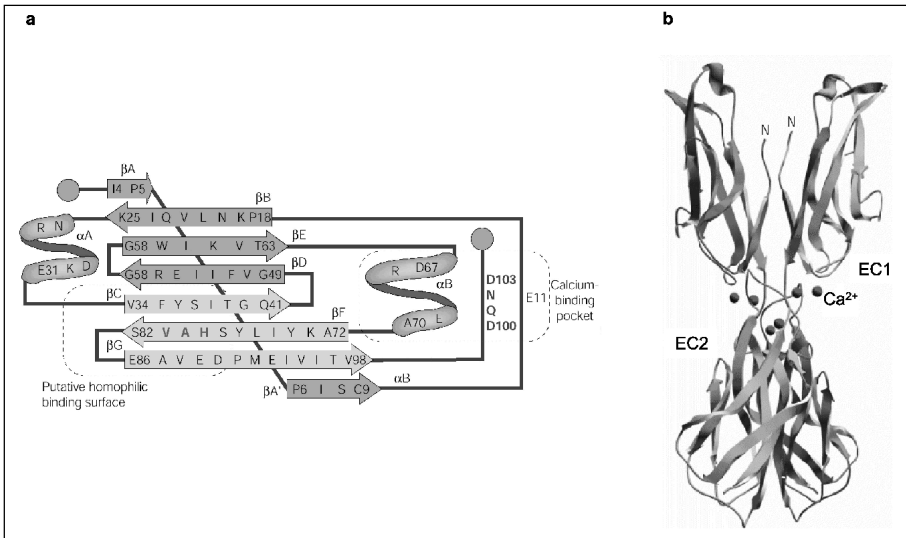 a
βA
I4 P5
βB
K25 I Q V L N K P18
R N
αA
E31 K D
βE
G58 W I K V T63
βD
G58 R E I I F V G49
βC
V34 F Y S I T G Q41
R D67
αB
A70 E
D103
N
Q
D100
E11
Calcium-
binding
pocket
βF
S82 V A H S Y L I Y K A72
βG
E86 A V E D P M E I V I T V98
βA'
P6 I S C9
αB
Putative homophilic
binding surface
b
N N
EC1
Ca²⁺
EC2